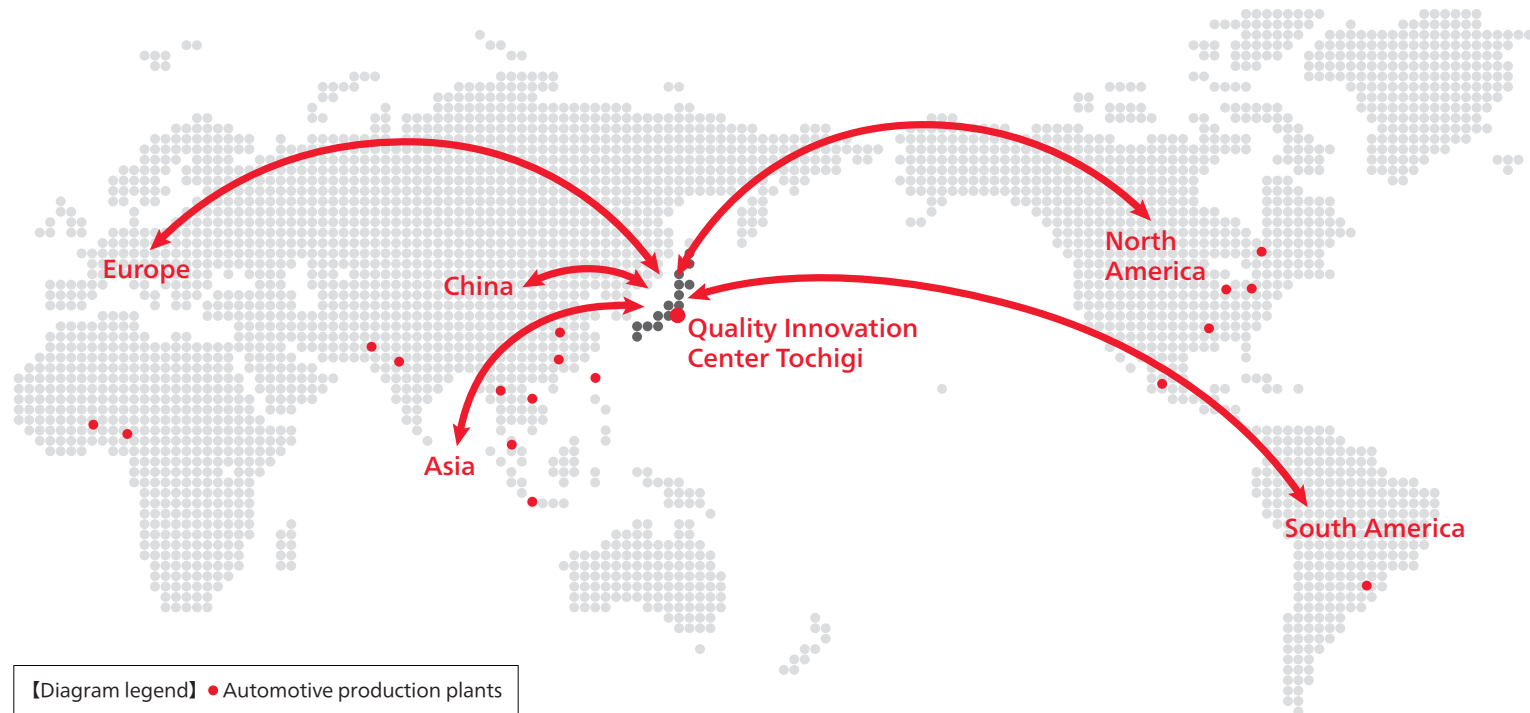 Europe
China
Asia
Quality Innovation
Center Tochigi
North
America
South America
【Diagram legend】 ● Automotive production plants